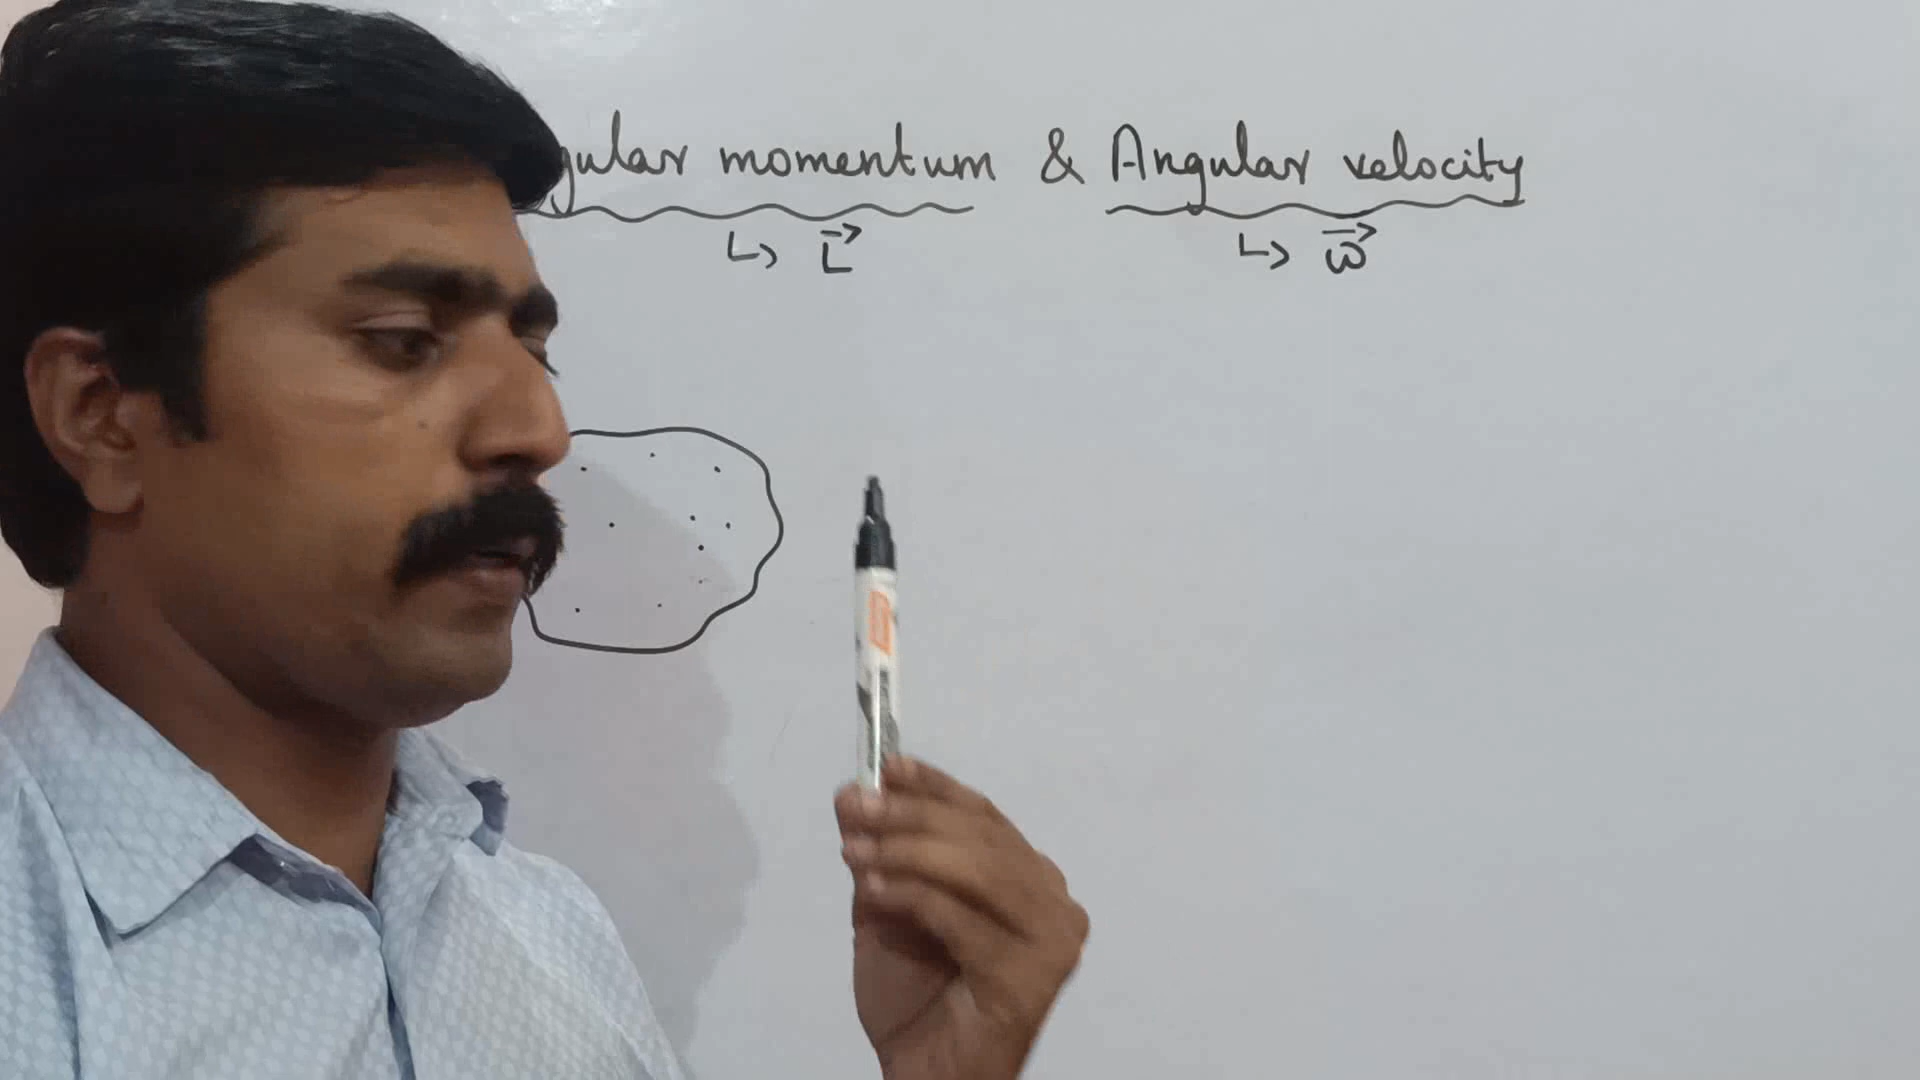 gular momentum & Angular velocity
↳ L⃗ ↳ ω⃗